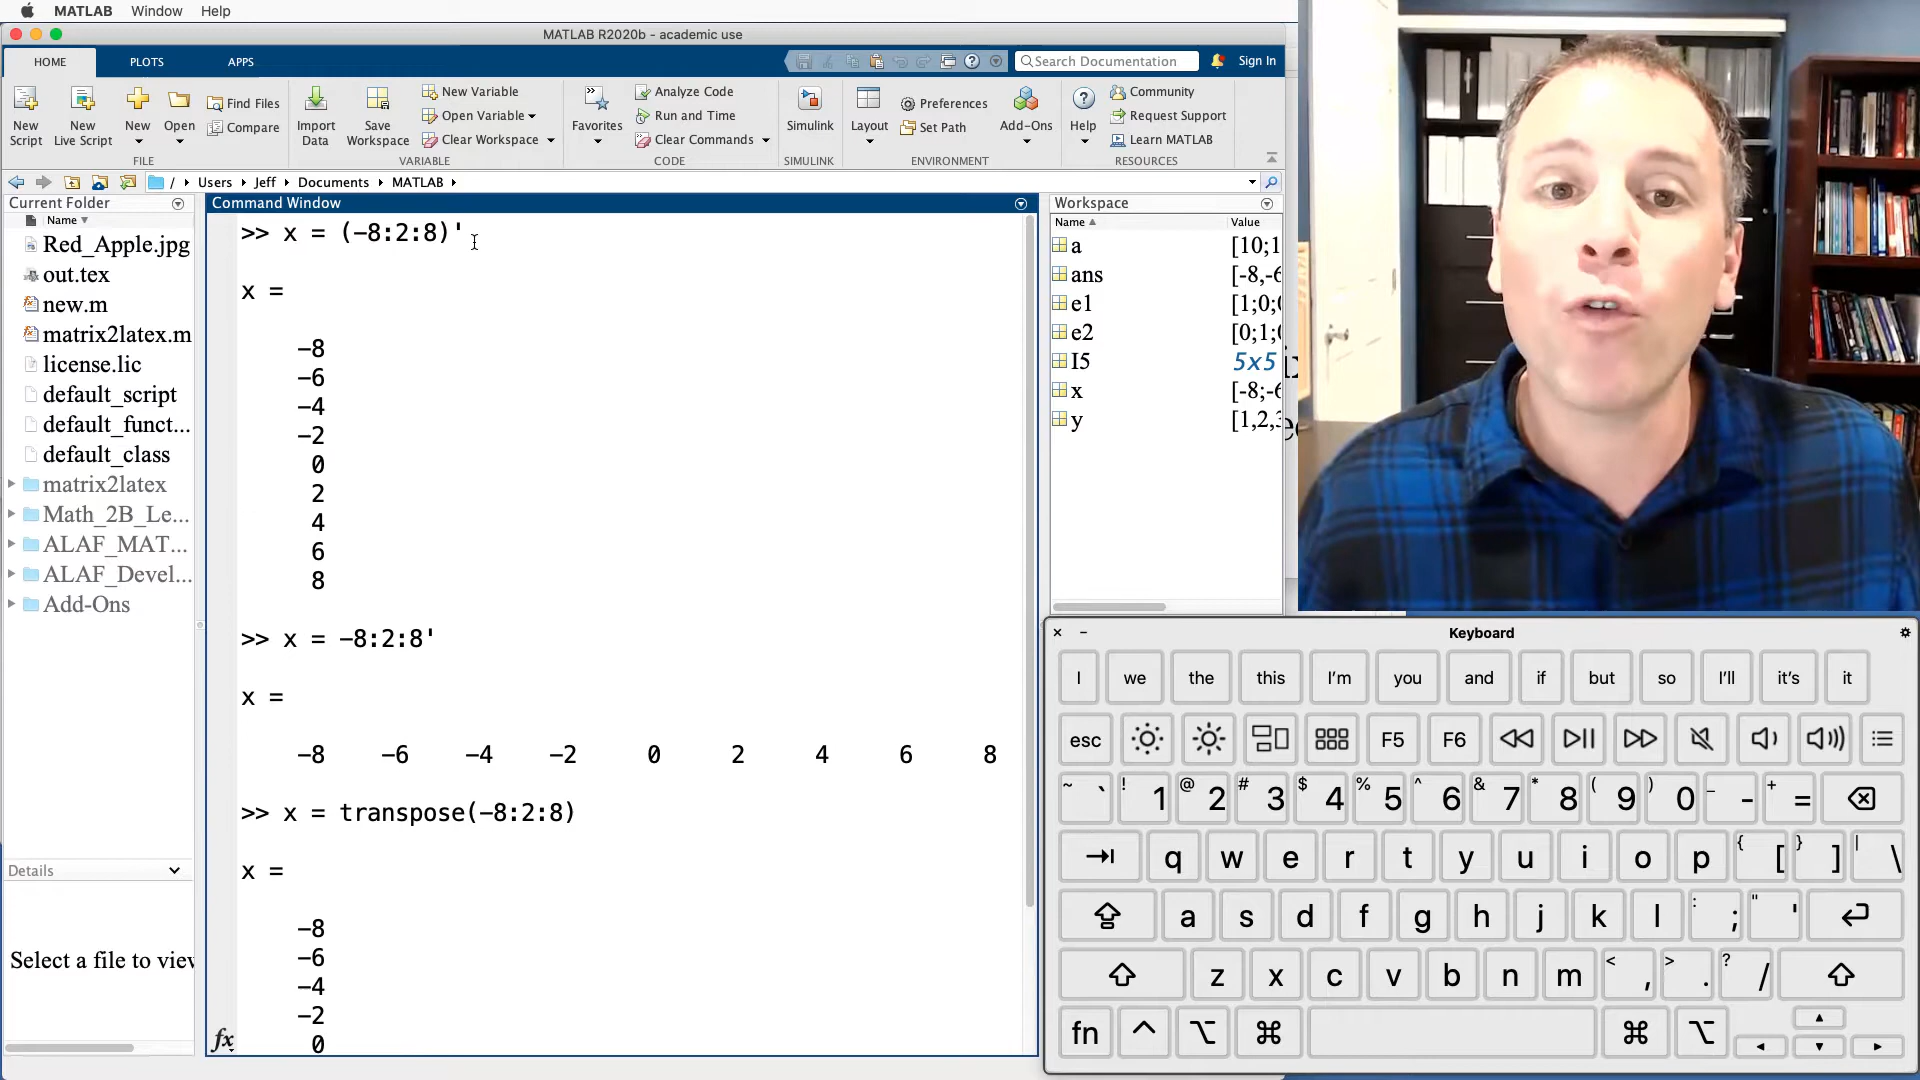 MATLAB Window Help
MATLAB R2020b - academic use
HOME PLOTS APPS
Search Documentation Sign In
New Script
New Live Script
New
Open
Find Files
Compare
Import Data
Save Workspace
New Variable
Open Variable
Clear Workspace
Favorites
Analyze Code
Run and Time
Clear Commands
Simulink
Layout
Preferences
Set Path
Add-Ons
Help
Community
Request Support
Learn MATLAB
FILE VARIABLE CODE SIMULINK ENVIRONMENT RESOURCES
/ Users Jeff Documents MATLAB
Current Folder
Name
Red_Apple.jpg
out.tex
new.m
matrix2latex.m
license.lic
default_script
default_funct...
default_class
matrix2latex
Math_2B_Le...
ALAF_MAT...
ALAF_Devel...
Add-Ons
Details
Select a file to view
Command Window
>> x = (-8:2:8)'
x =
-8
-6
-4
-2
0
2
4
6
8
>> x = -8:2:8'
x =
-8 -6 -4 -2 0 2 4 6 8
>> x = transpose(-8:2:8)
x =
-8
-6
-4
-2
0
fx
Workspace
Name Value
a [10;1
ans [-8,-6
e1 [1;0;0
e2 [0;1;0
I5 5x5
x [-8;-6
y [1,2,3
Keyboard
I we the this I'm you and if but so I'll it's it
esc F5 F6
~ ` ! 1 @ 2 # 3 $ 4 % 5 ^ 6 & 7 * 8 ( 9 ) 0 _ - + =
q w e r t y u i o p { [ } ] | \
a s d f g h j k l : ; " '
z x c v b n m < , > . ? /
fn ^ ⌥ ⌘ ⌘ ⌥